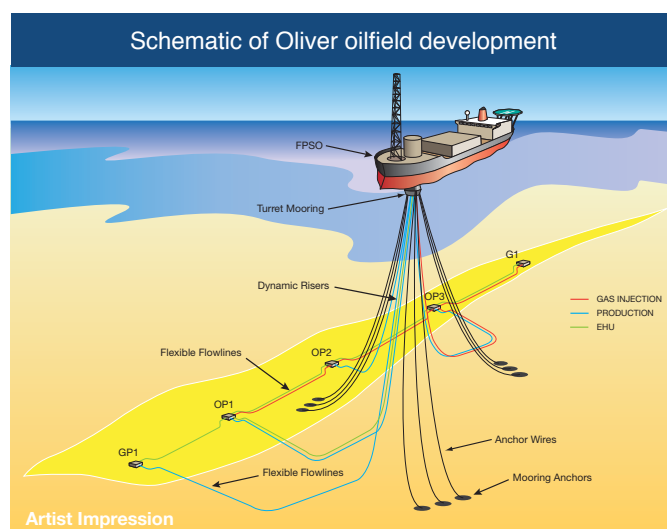 Schematic of Oliver oilfield development
FPSO
Turret Mooring
G1
Dynamic Risers
OP3
GAS INJECTION
PRODUCTION
EHU
OP2
Flexible Flowlines
OP1
Anchor Wires
GP1
Flexible Flowlines
Mooring Anchors
Artist Impression